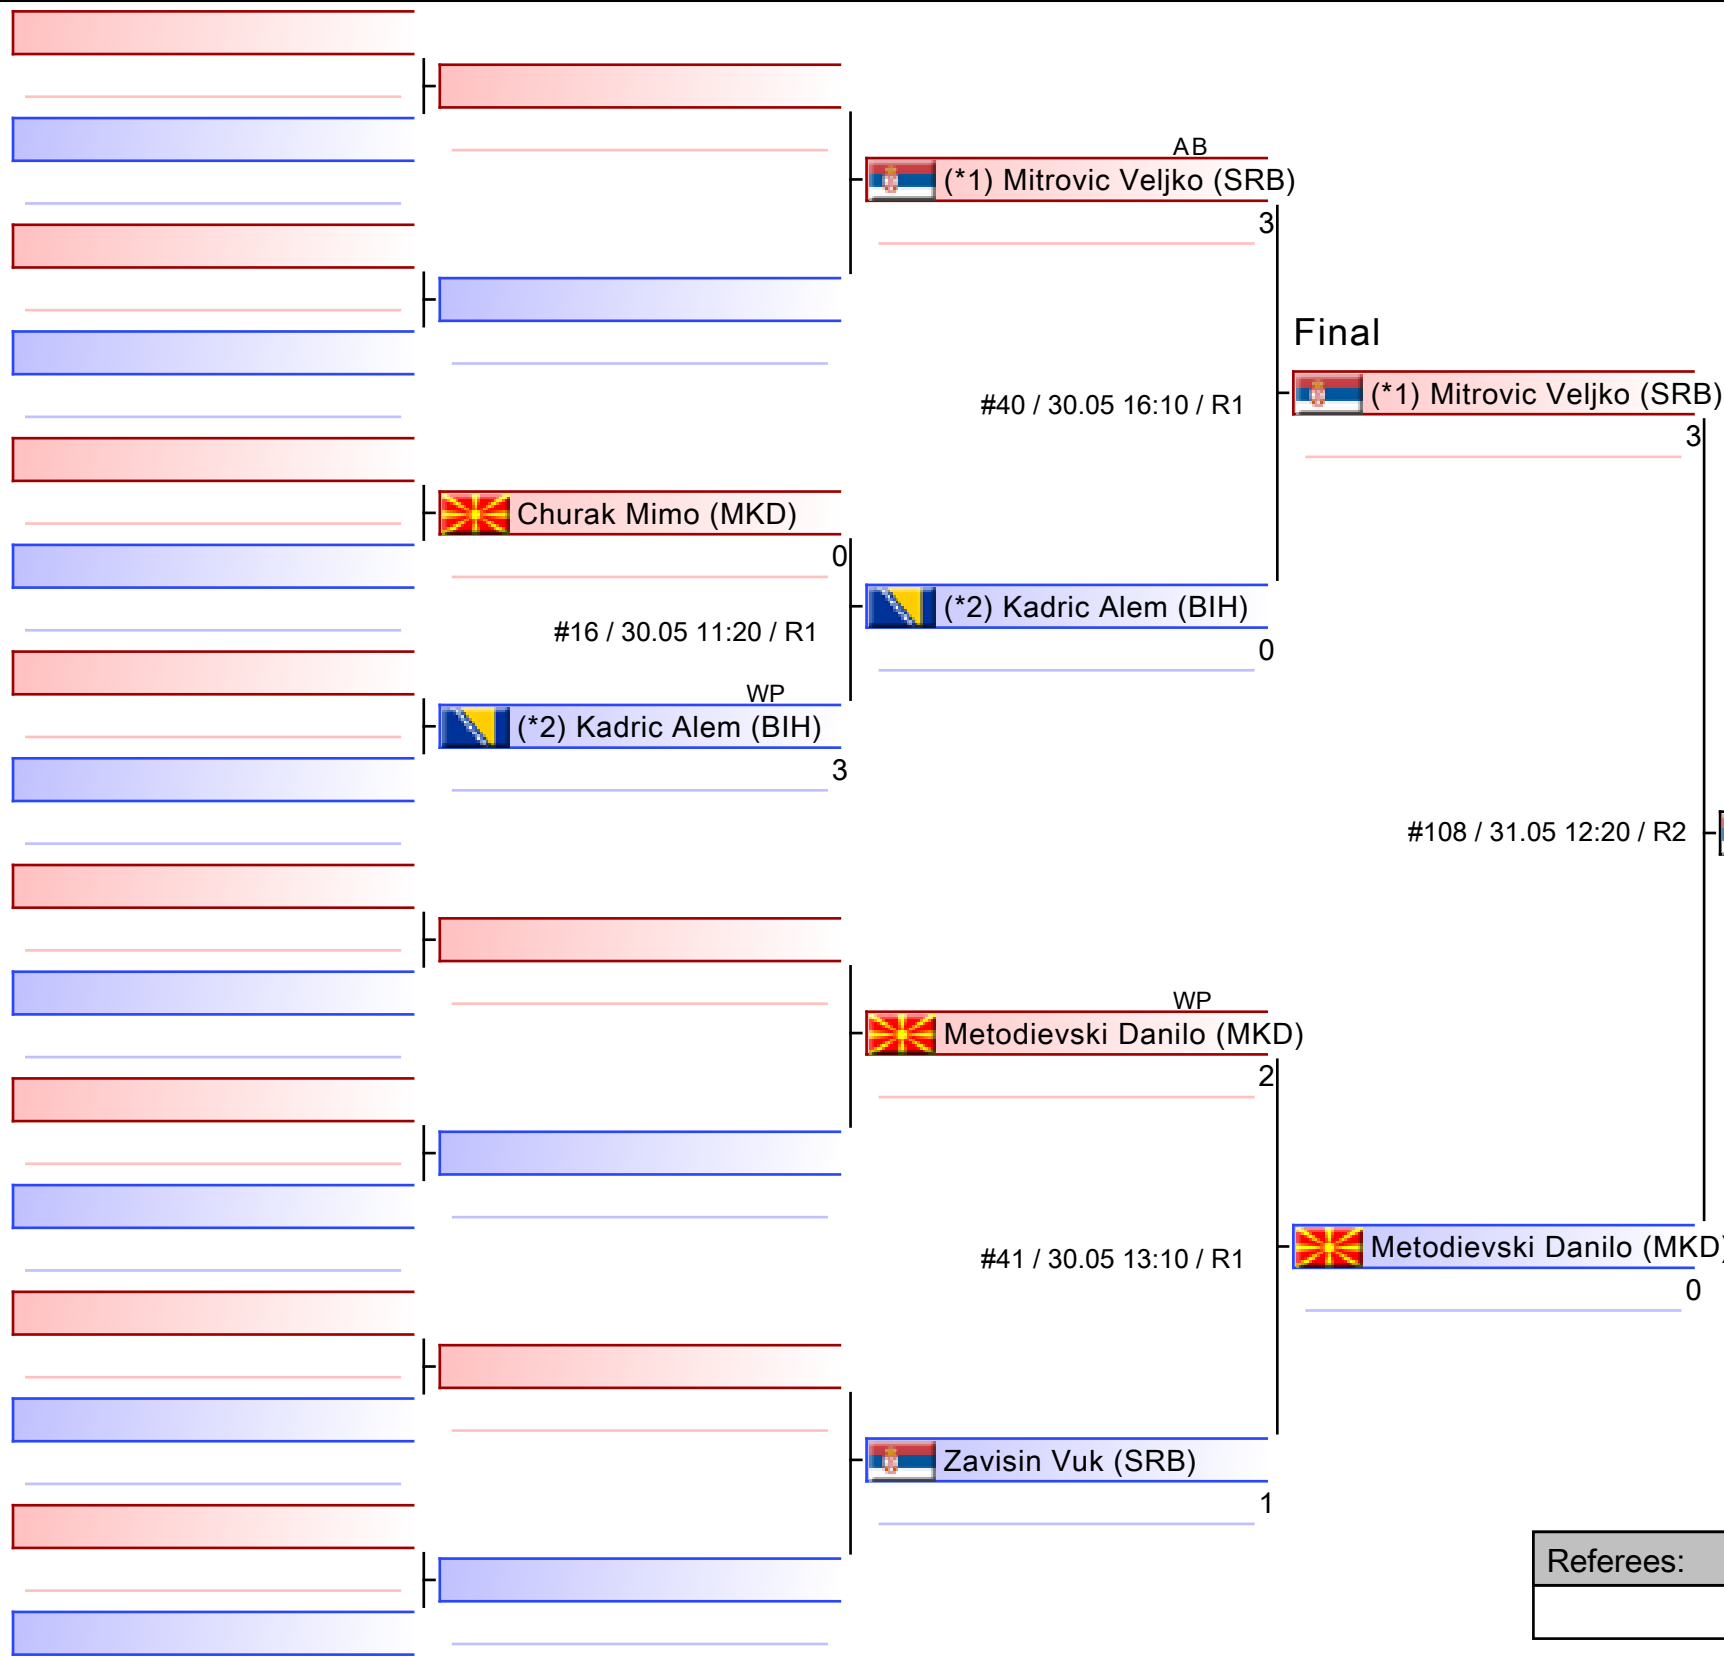 AB
(*1) Mitrovic Veljko (SRB)
3
Final
#40 / 30.05 16:10 / R1
(*1) Mitrovic Veljko (SRB)
3
Churak Mimo (MKD)
0
#16 / 30.05 11:20 / R1
(*2) Kadric Alem (BIH)
0
WP
(*2) Kadric Alem (BIH)
3
#108 / 31.05 12:20 / R2
WP
Metodievski Danilo (MKD)
2
#41 / 30.05 13:10 / R1
Metodievski Danilo (MKD)
0
Zavisin Vuk (SRB)
1
Referees: